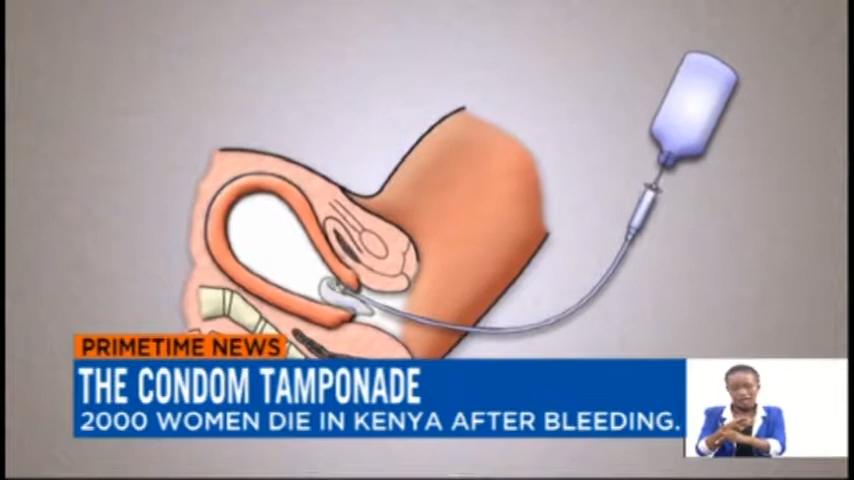 PRIMETIME NEWS
THE CONDOM TAMPONADE
2000 WOMEN DIE IN KENYA AFTER BLEEDING.